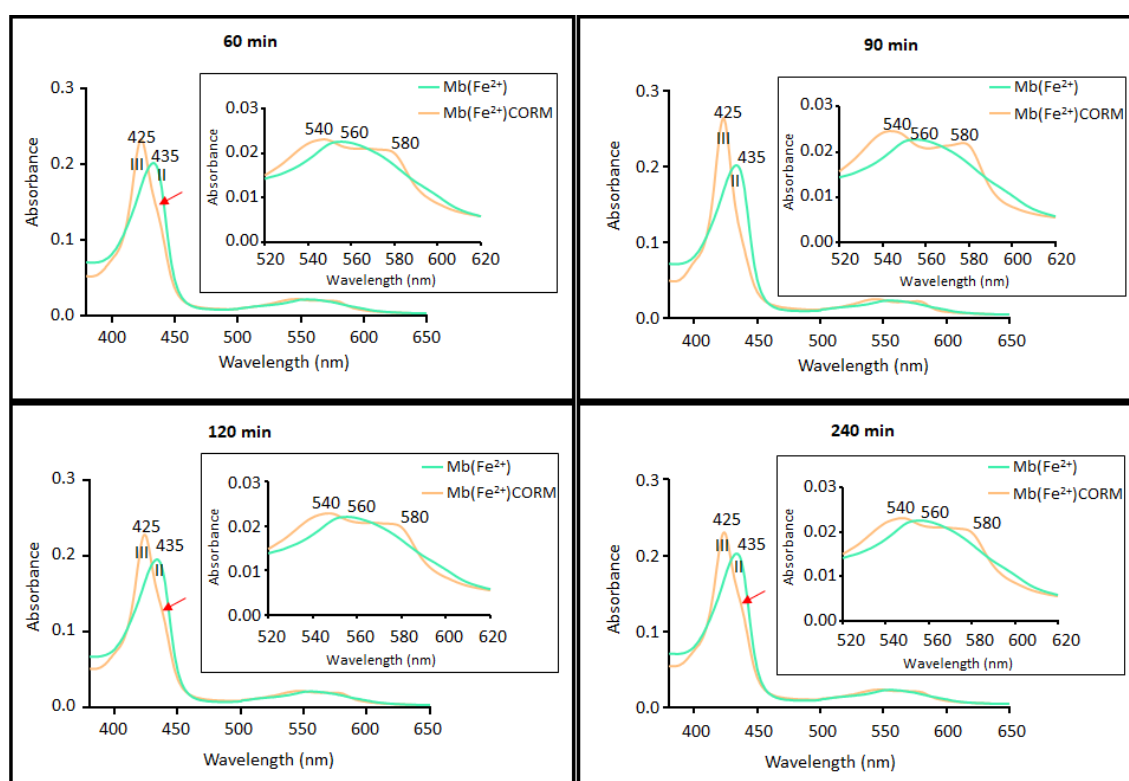 60 min
0.3
0.2
0.1
0.0
Absorbance
400 450 500 550 600 650
Wavelength (nm)
425
435
III
II
Mb(Fe²⁺)
Mb(Fe²⁺)CORM
0.03
0.02
0.01
0.00
Absorbance
540 560 580
520 540 560 580 600 620
Wavelength (nm)
90 min
0.3
0.2
0.1
0.0
Absorbance
400 450 500 550 600 650
Wavelength (nm)
425
435
III
II
Mb(Fe²⁺)
Mb(Fe²⁺)CORM
0.03
0.02
0.01
0.00
Absorbance
540 560 580
520 540 560 580 600 620
Wavelength (nm)
120 min
0.3
0.2
0.1
0.0
Absorbance
400 450 500 550 600 650
Wavelength (nm)
425
435
III
II
Mb(Fe²⁺)
Mb(Fe²⁺)CORM
0.03
0.02
0.01
0.00
Absorbance
540 560 580
520 540 560 580 600 620
Wavelength (nm)
240 min
0.3
0.2
0.1
0.0
Absorbance
400 450 500 550 600 650
Wavelength (nm)
425
435
III
II
Mb(Fe²⁺)
Mb(Fe²⁺)CORM
0.03
0.02
0.01
0.00
Absorbance
540 560 580
520 540 560 580 600 620
Wavelength (nm)